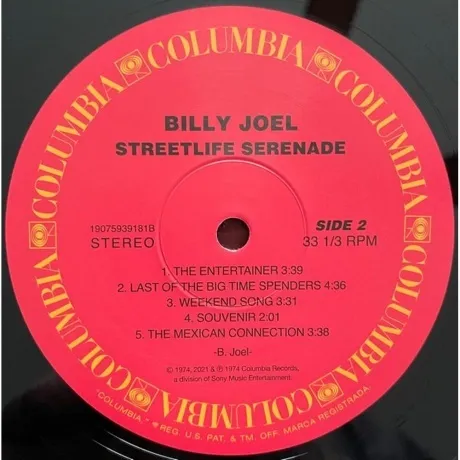 COLUMBIA COLUMBIA COLUMBIA COLUMBIA COLUMBIA COLUMBIA
BILLY JOEL
STREETLIFE SERENADE
19075939181B
STEREO
SIDE 2
33 1/3 RPM
1. THE ENTERTAINER 3:39
2. LAST OF THE BIG TIME SPENDERS 4:36
3. WEEKEND SONG 3:31
4. SOUVENIR 2:01
5. THE MEXICAN CONNECTION 3:38
-B. Joel-
© 1974, 2021 & ℗ 1974 Columbia Records,
a division of Sony Music Entertainment.
"COLUMBIA," ® REG. U.S. PAT. & TM. OFF. MARCA REGISTRADA.